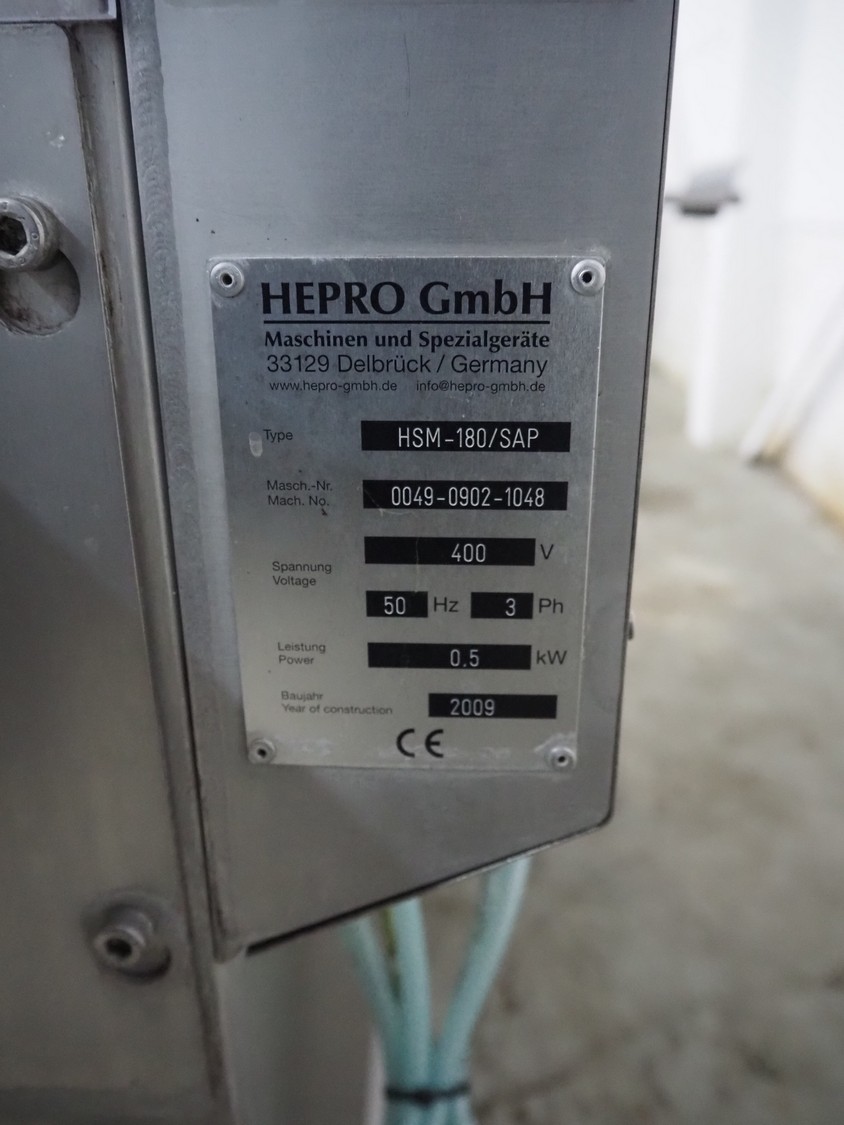 HEPRO GmbH
Maschinen und Spezialgeräte
33129 Delbrück / Germany
www.hepro-gmbh.de info@hepro-gmbh.de
Type HSM-180/SAP
Masch.-Nr.
Mach. No. 0049-0902-1048
400 V
Spannung
Voltage
50 Hz 3 Ph
Leistung
Power 0.5 kW
Baujahr
Year of construction 2009
CE